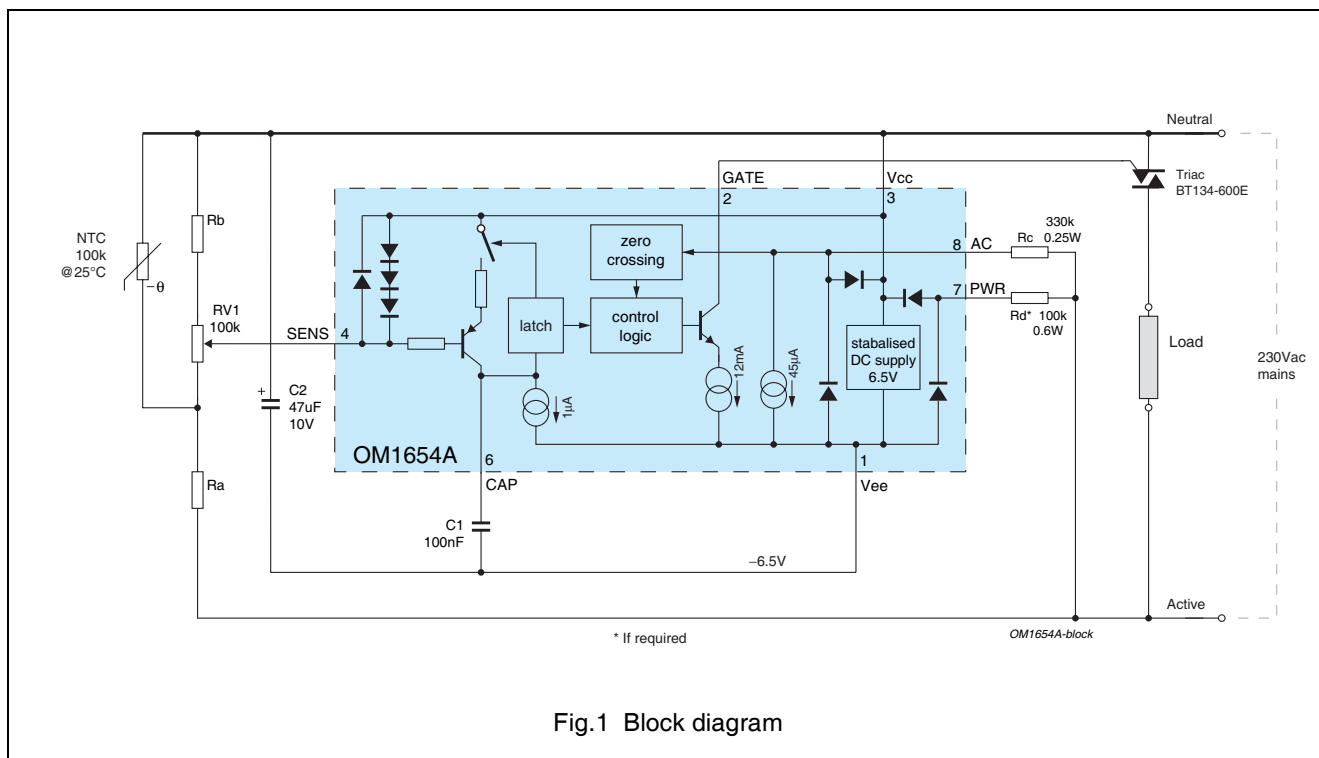 Neutral
GATE
Vcc
2
3
Triac
BT134-600E
Rb
NTC
100k
@25°C
−θ
RV1
100k
SENS
4
zero
crossing
8
AC
330k
0.25W
Rc
7
PWR
Rd* 100k
0.6W
latch
control
logic
stabalised
DC supply
6.5V
Load
230Vac
mains
+
C2
47uF
10V
1µA
12mA
45µA
OM1654A
6
CAP
1
Vee
Ra
C1
100nF
−6.5V
Active
* If required
OM1654A-block
Fig.1 Block diagram